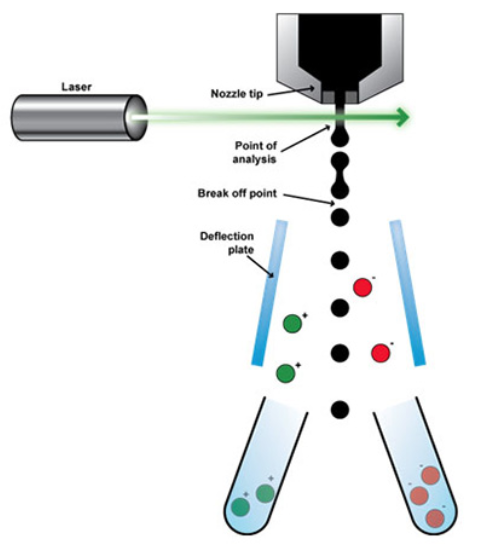 Laser
Nozzle tip
Point of
analysis
Break off point
Deflection
plate
-
+
-
+
+
+
-
-
-